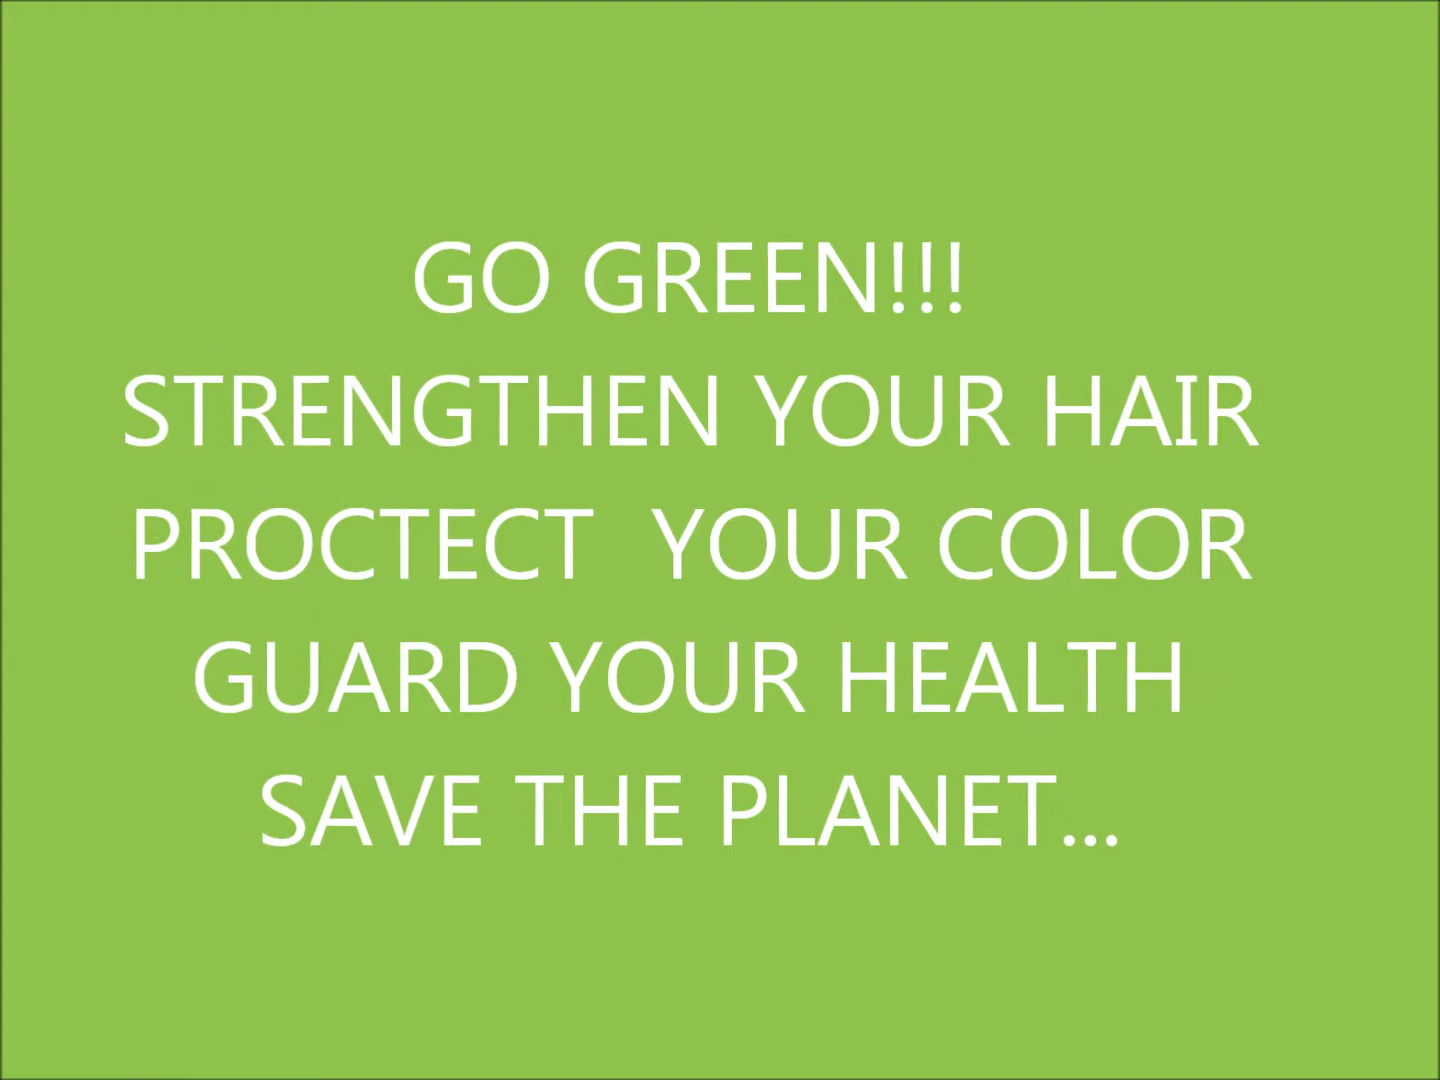 GO GREEN!!!
STRENGTHEN YOUR HAIR
PROCTECT  YOUR COLOR
GUARD YOUR HEALTH
SAVE THE PLANET...